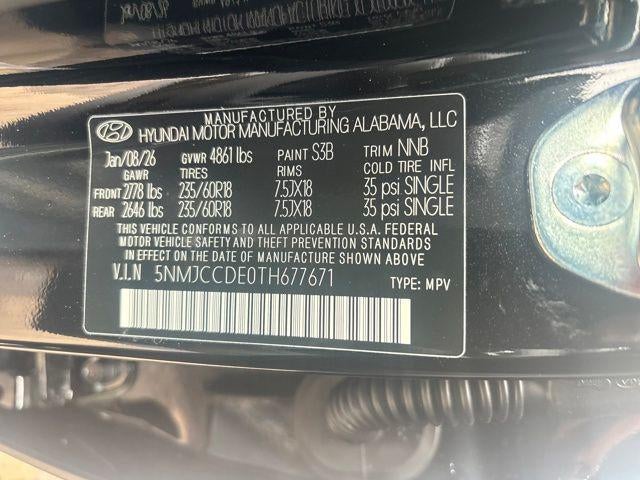 MANUFACTURED BY
HYUNDAI MOTOR MANUFACTURING ALABAMA, LLC
Jan/08/26 GVWR 4861 lbs PAINT S3B TRIM NNB
GAWR TIRES RIMS COLD TIRE INFL
FRONT 2778 lbs 235/60R18 7.5JX18 35 psi SINGLE
REAR 2646 lbs 235/60R18 7.5JX18 35 psi SINGLE
THIS VEHICLE CONFORMS TO ALL APPLICABLE U.S.A. FEDERAL
MOTOR VEHICLE SAFETY AND THEFT PREVENTION STANDARDS
IN EFFECT ON THE DATE OF MANUFACTURE SHOWN ABOVE.
V.I.N 5NMJCCDE0TH677671 TYPE: MPV